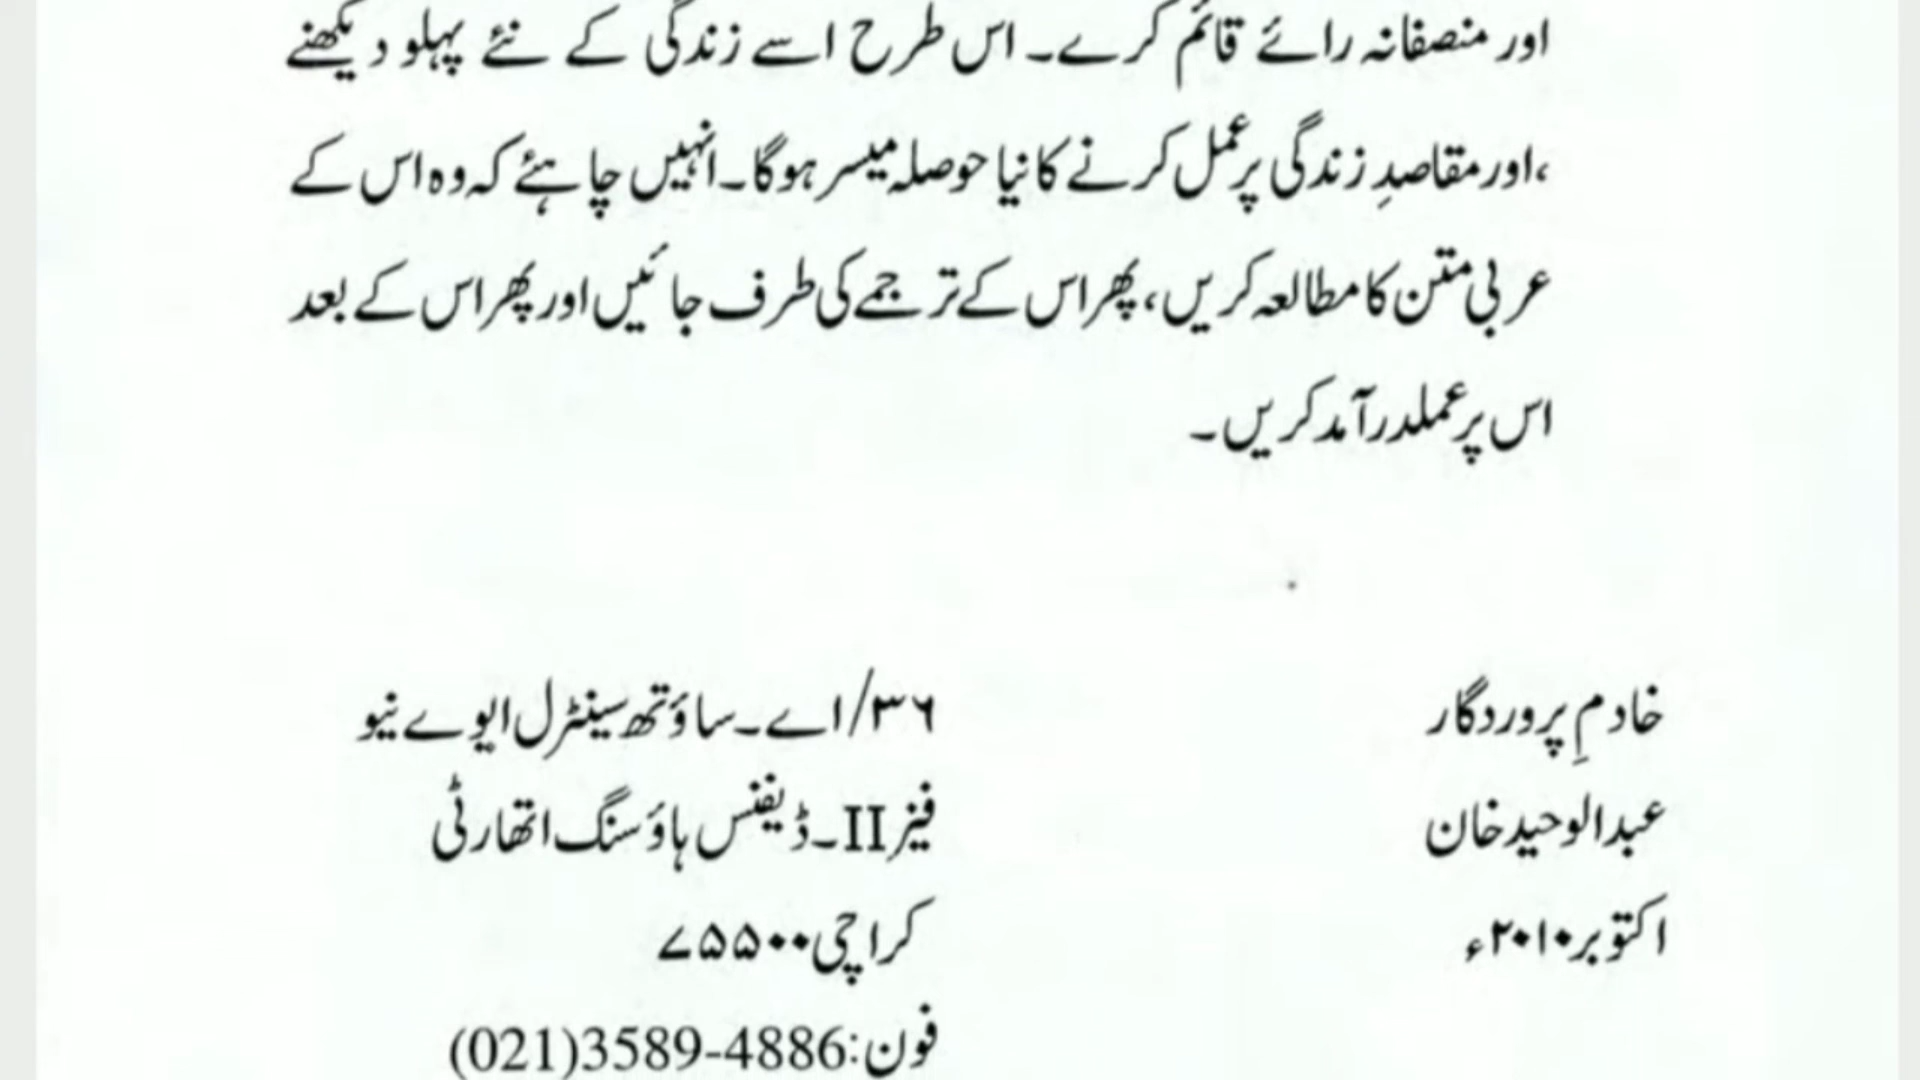 اور منصفانہ رائے قائم کرے۔ اس طرح اسے زندگی کے نئے پہلو دیکھنے
،اور مقاصدِ زندگی پر عمل کرنے کا نیا حوصلہ میسر ہوگا۔ انہیں چاہئے کہ وہ اس کے
عربی متن کا مطالعہ کریں، پھر اس کے ترجمے کی طرف جائیں اور پھر اس کے بعد
اس پر عملدرآمد کریں۔
خادمِ پروردگار
عبدالوحید خان
اکتوبر ۲۰۱۰ء
۳۶/اے۔ ساؤتھ سینٹرل ایوے نیو
فیز II۔ ڈیفنس ہاؤسنگ اتھارٹی
کراچی ۷۵۵۰۰
فون: (021)3589-4886